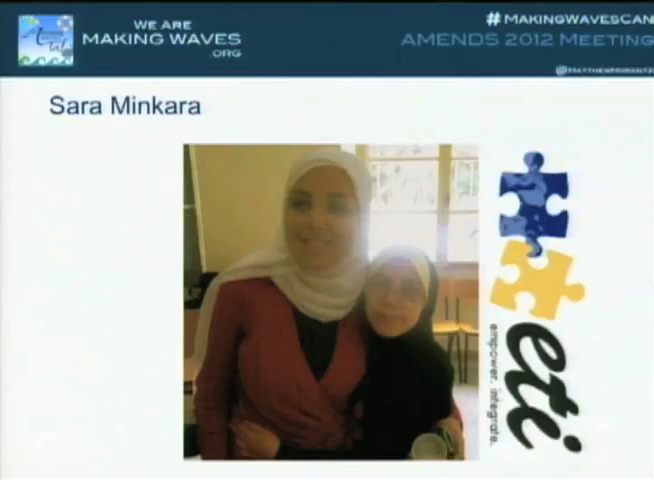 WE ARE
MAKING WAVES
.ORG
#MAKINGWAVESCAN
AMENDS 2012 MEETING
Sara Minkara
eti
empower. integrate.